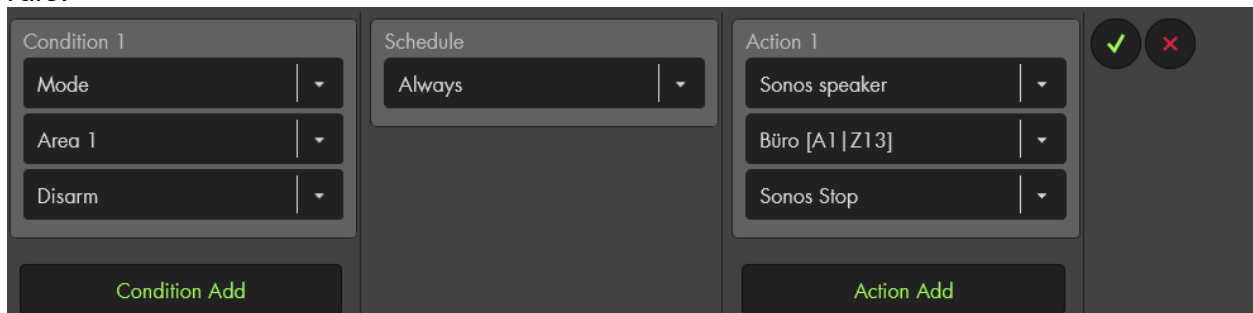 Condition 1
Mode
Area 1
Disarm
Condition Add
Schedule
Always
Action 1
Sonos speaker
Büro [A1|Z13]
Sonos Stop
Action Add